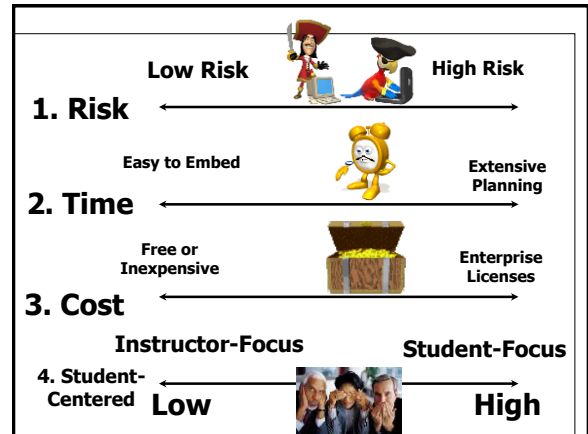 Low Risk
High Risk
1. Risk
Easy to Embed
Extensive
Planning
2. Time
Free or
Inexpensive
Enterprise
Licenses
3. Cost
Instructor-Focus
Student-Focus
4. Student-
Centered
Low
High